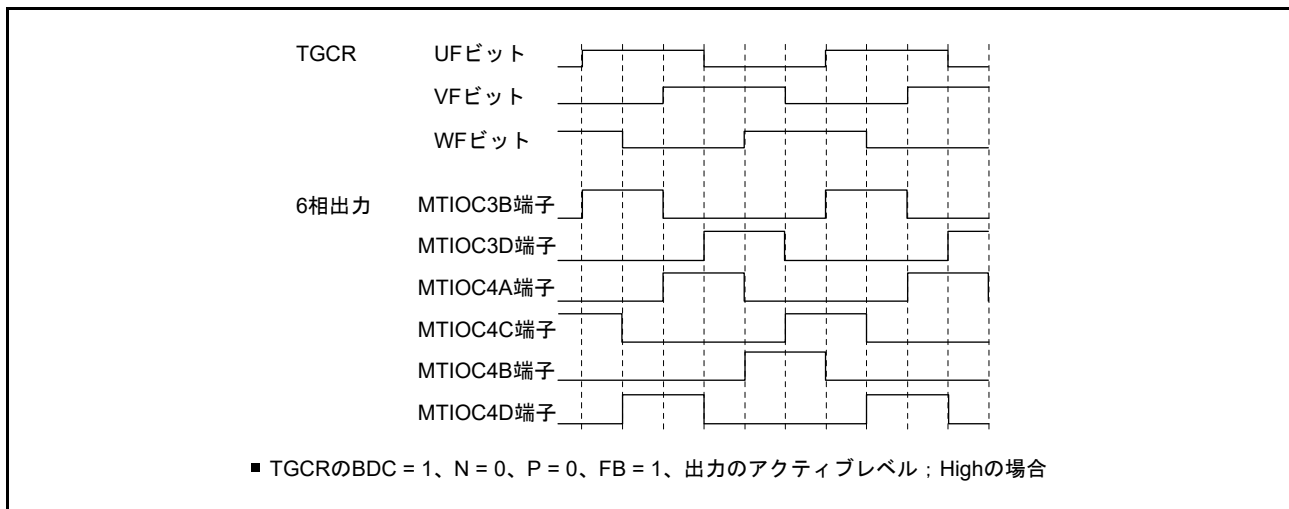 TGCR UFビット
VFビット
WFビット
6相出力 MTIOC3B端子
MTIOC3D端子
MTIOC4A端子
MTIOC4C端子
MTIOC4B端子
MTIOC4D端子
■ TGCRのBDC = 1、N = 0、P = 0、FB = 1、出力のアクティブレベル；Highの場合